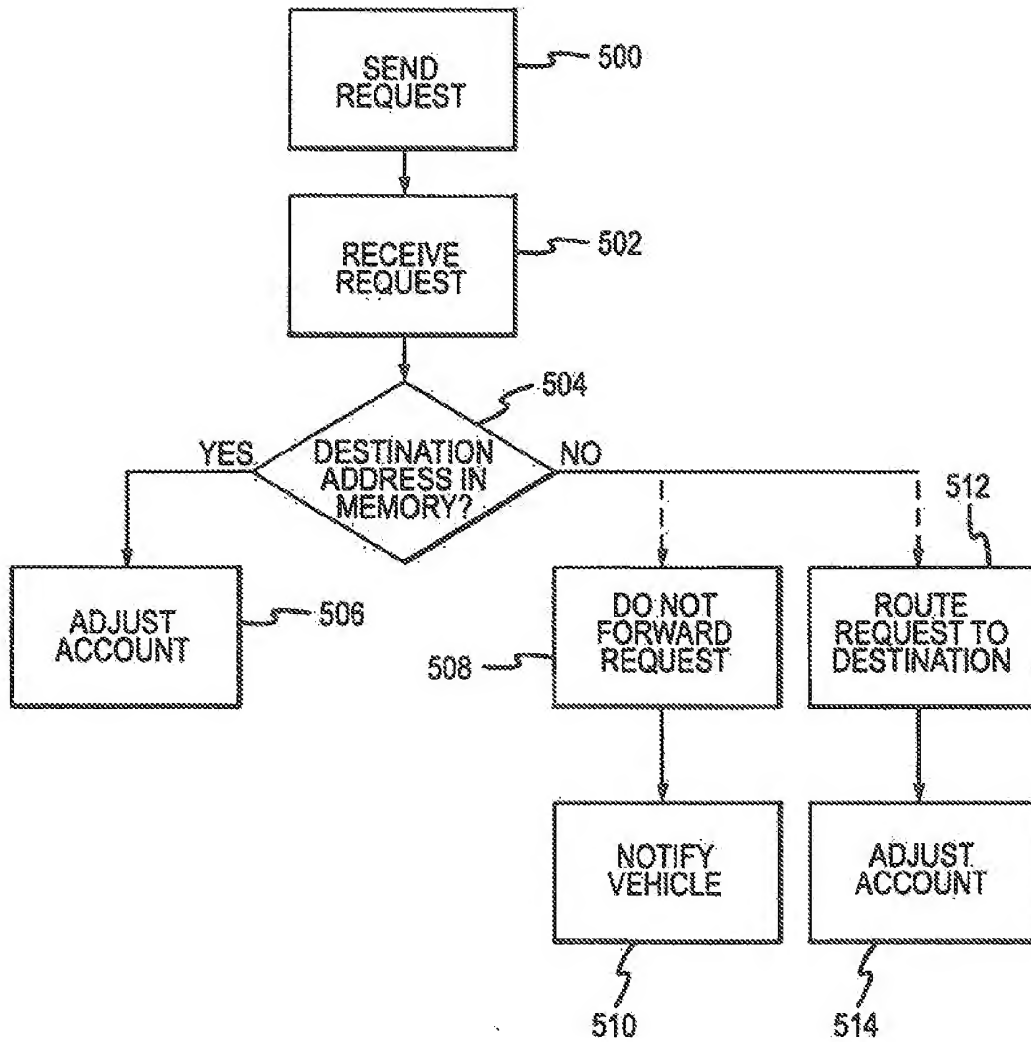 SEND
REQUEST
500
RECEIVE
REQUEST
502
504
YES
DESTINATION
ADDRESS IN
MEMORY?
NO
512
ADJUST
ACCOUNT
506
DO NOT
FORWARD
REQUEST
508
ROUTE
REQUEST TO
DESTINATION
NOTIFY
VEHICLE
ADJUST
ACCOUNT
510
514